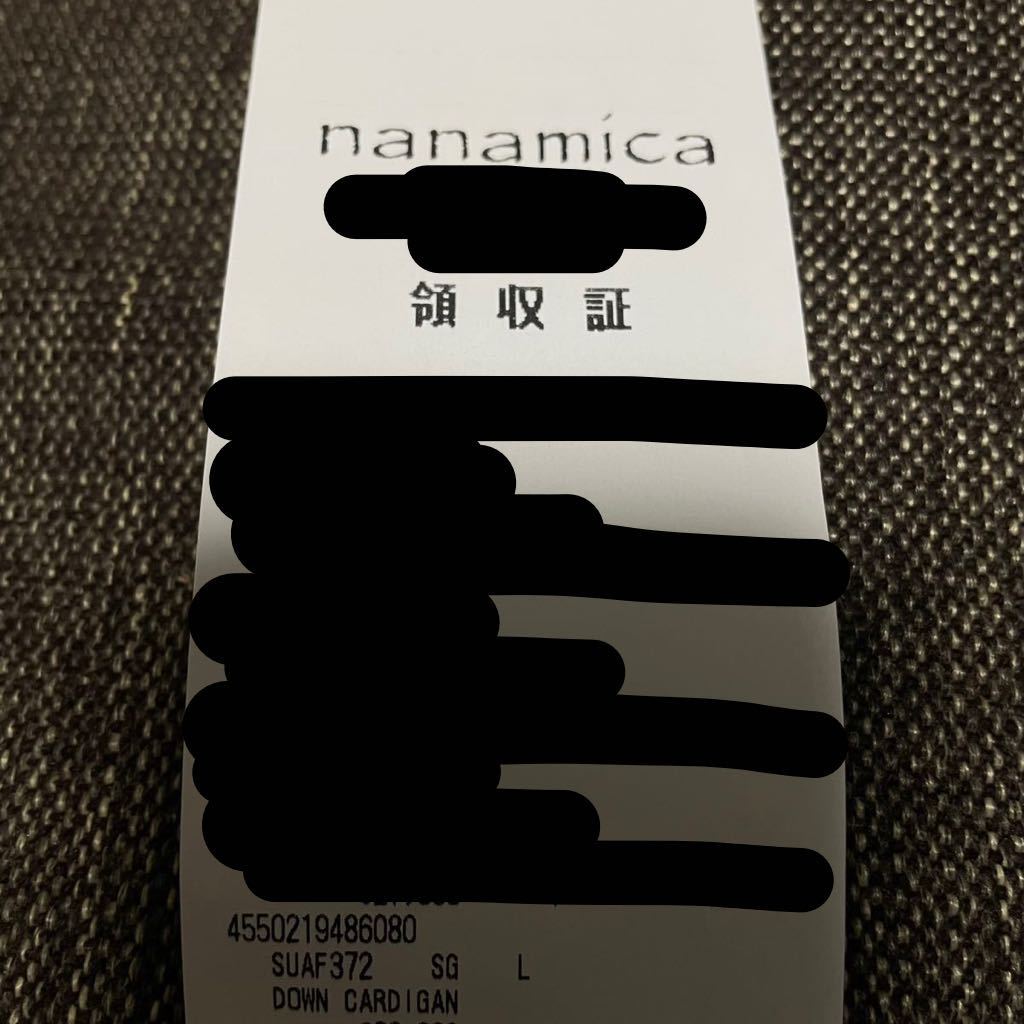 nanamica
領収証
4550219486080
SUAF372 SG L
DOWN CARDIGAN